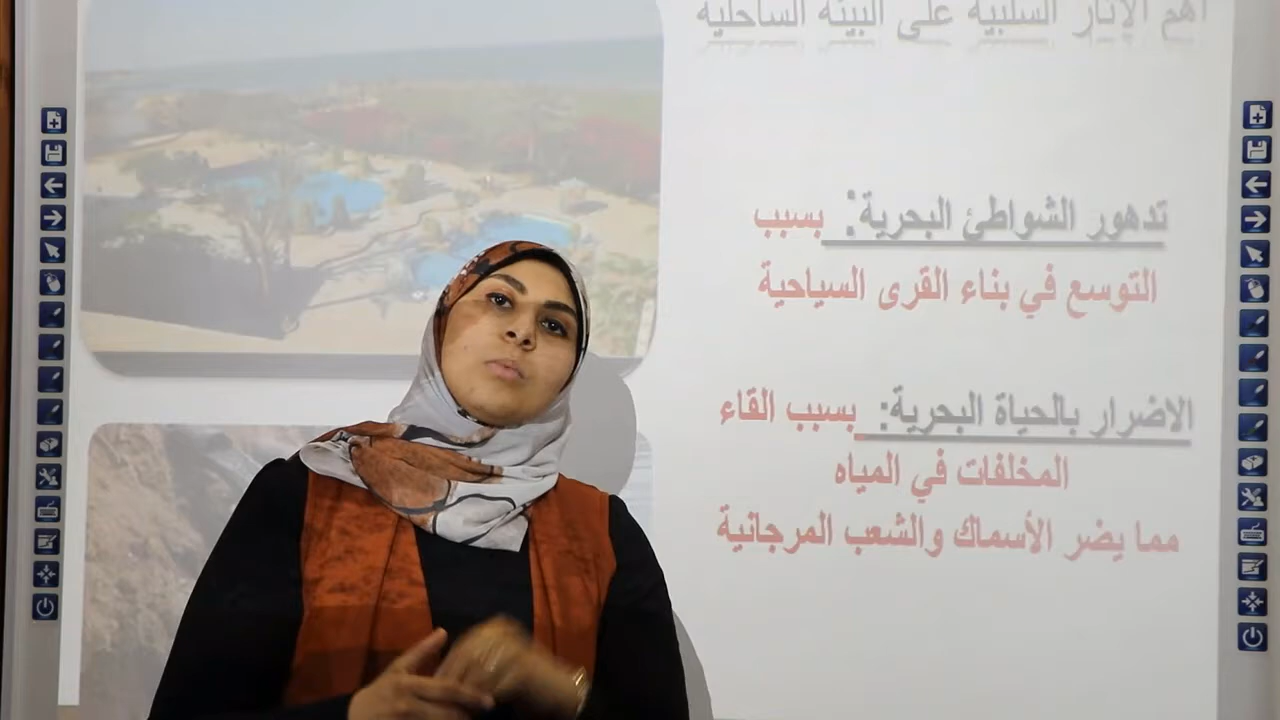 أهم الآثار السلبية على البيئة الساحلية
تدهور الشواطئ البحرية: بسبب
التوسع في بناء القرى السياحية
الاضرار بالحياة البحرية: بسبب القاء
المخلفات في المياه
مما يضر الأسماك والشعب المرجانية